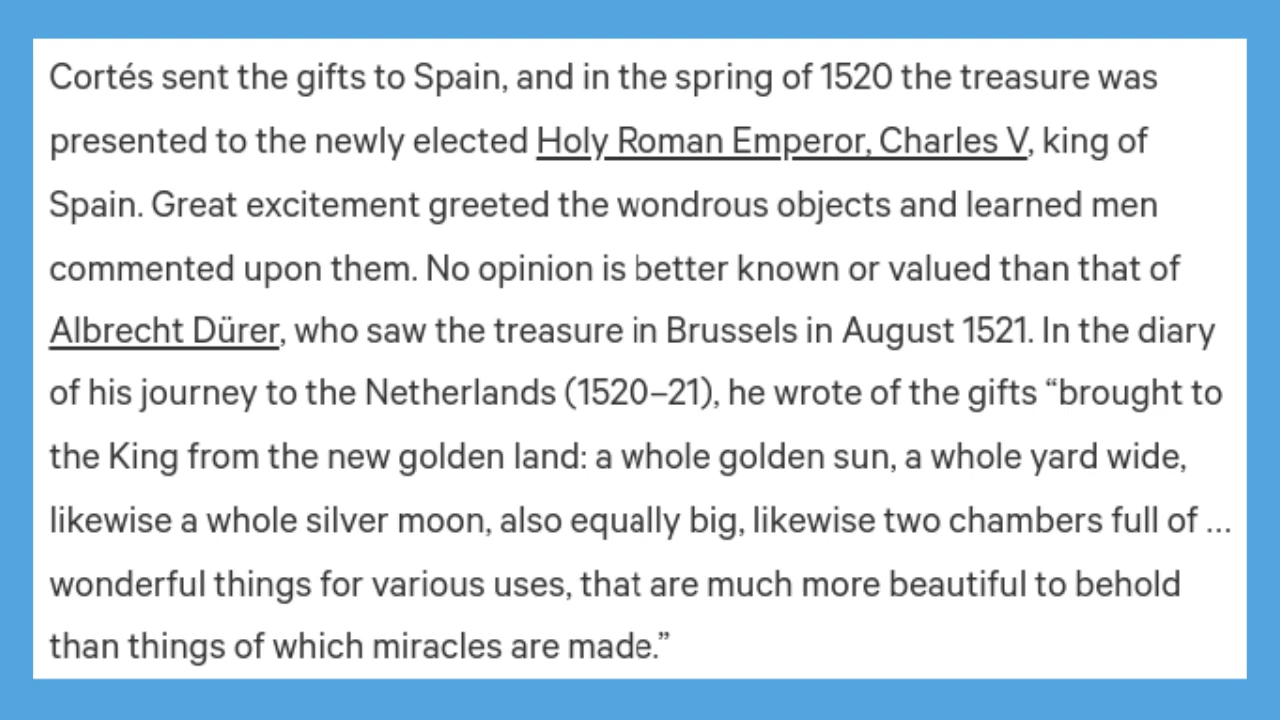 Cortés sent the gifts to Spain, and in the spring of 1520 the treasure was
presented to the newly elected Holy Roman Emperor, Charles V, king of
Spain. Great excitement greeted the wondrous objects and learned men
commented upon them. No opinion is better known or valued than that of
Albrecht Dürer, who saw the treasure in Brussels in August 1521. In the diary
of his journey to the Netherlands (1520–21), he wrote of the gifts “brought to
the King from the new golden land: a whole golden sun, a whole yard wide,
likewise a whole silver moon, also equally big, likewise two chambers full of ...
wonderful things for various uses, that are much more beautiful to behold
than things of which miracles are made.”